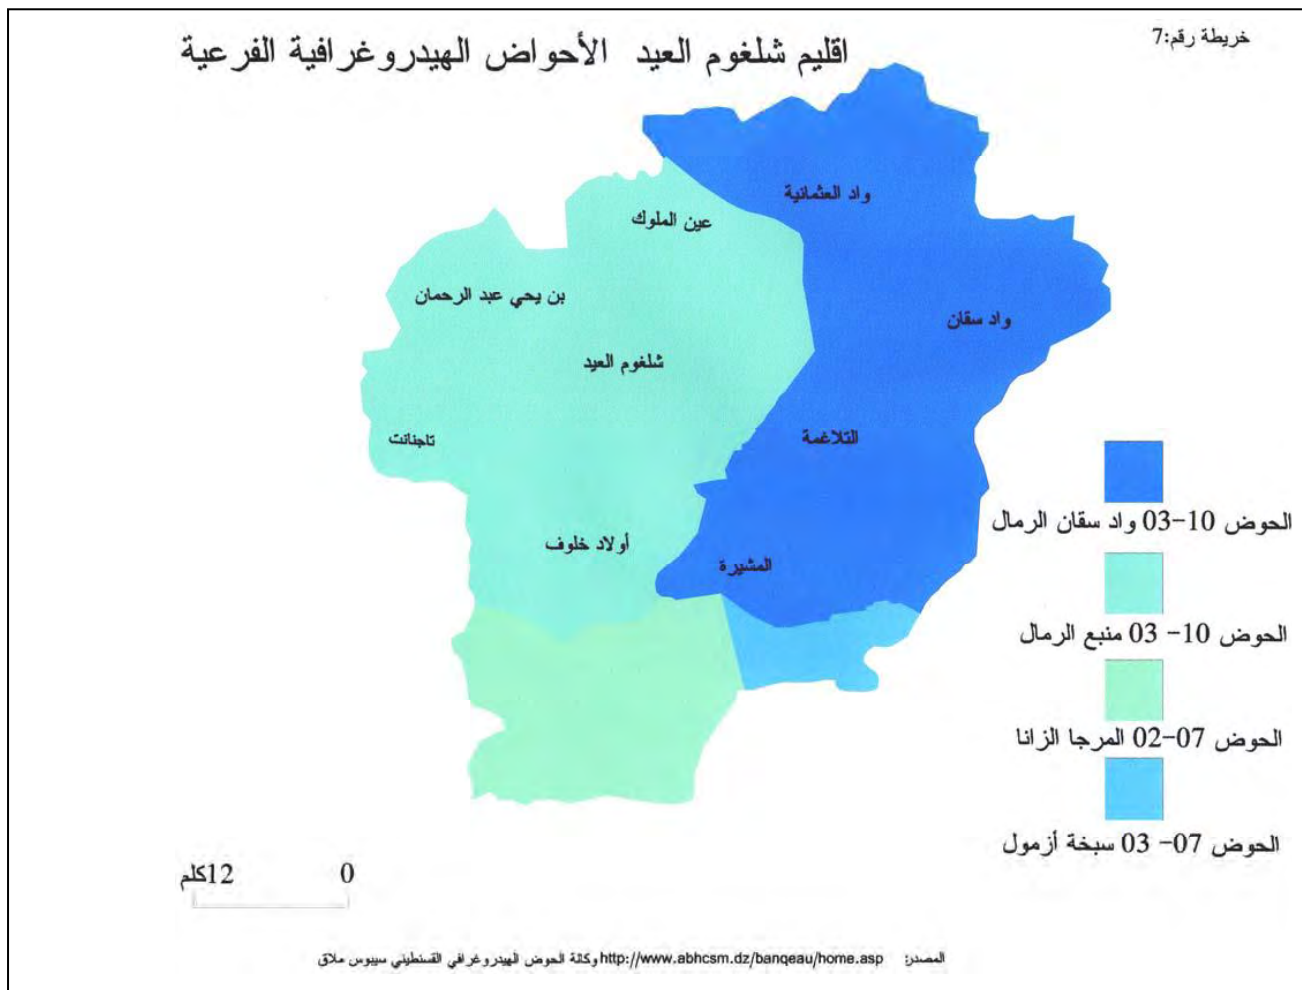 خريطة رقم:7
اقليم شلغوم العيد الأحواض الهيدروغرافية الفرعية
واد العثمانية
عين الملوك
بن يحي عبد الرحمان
واد سقان
شلغوم العيد
التلاغمة
تاجنانت
أولاد خلوف
المشيرة
الحوض 10-03 واد سقان الرمال
الحوض 10- 03 منبع الرمال
الحوض 07-02 المرجا الزانا
الحوض 07- 03 سبخة أزمول
0 12كلم
المصدر: http://www.abhcsm.dz/banqeau/home.asp وكالة الحوض الهيدروغرافي القسنطيني سيبوس ملاق